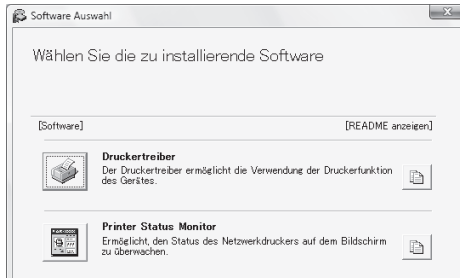 Software Auswahl
Wählen Sie die zu installierende Software
[Software] [README anzeigen]
Druckertreiber
Der Druckertreiber ermöglicht die Verwendung der Druckerfunktion
des Gerätes.
Printer Status Monitor
Ermöglicht, den Status des Netzwerkdruckers auf dem Bildschirm
zu überwachen.